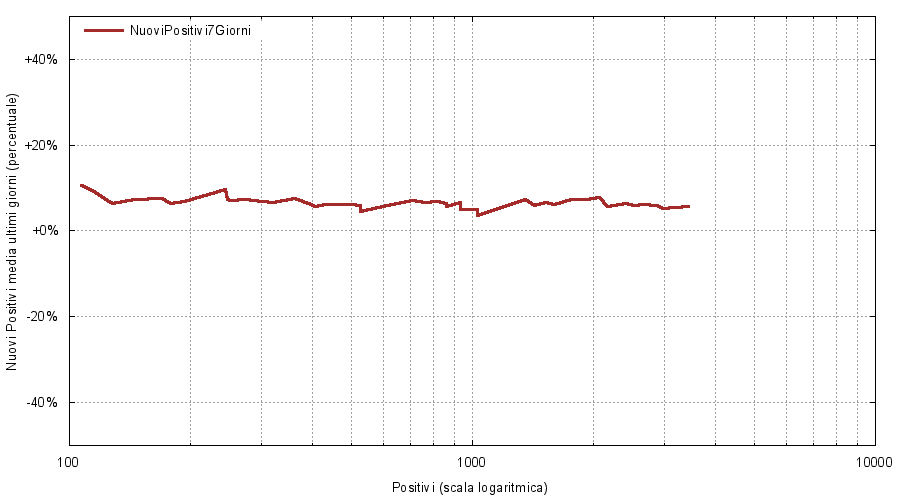 NuoviPositivi7Giorni
+40%
+20%
+0%
-20%
-40%
Nuovi Positivi media ultimi giorni (percentuale)
100
1000
10000
Positivi (scala logaritmica)